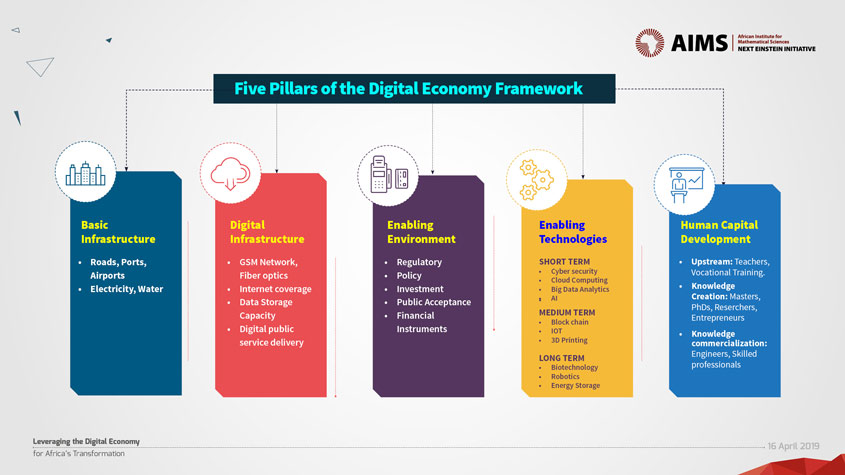 AIMS
African Institute for
Mathematical Sciences
NEXT EINSTEIN INITIATIVE
Five Pillars of the Digital Economy Framework
Basic
Infrastructure
• Roads, Ports,
Airports
• Electricity, Water
Digital
Infrastructure
• GSM Network,
Fiber optics
• Internet coverage
• Data Storage
Capacity
• Digital public
service delivery
Enabling
Environment
• Regulatory
• Policy
• Investment
• Public Acceptance
• Financial
Instruments
Enabling
Technologies
SHORT TERM
• Cyber security
• Cloud Computing
• Big Data Analytics
• AI
MEDIUM TERM
• Block chain
• IOT
• 3D Printing
LONG TERM
• Biotechnology
• Robotics
• Energy Storage
Human Capital
Development
• Upstream: Teachers,
Vocational Training.
• Knowledge
Creation: Masters,
PhDs, Reserchers,
Entrepreneurs
• Knowledge
commercialization:
Engineers, Skilled
professionals
Leveraging the Digital Economy
for Africa's Transformation
16 April 2019